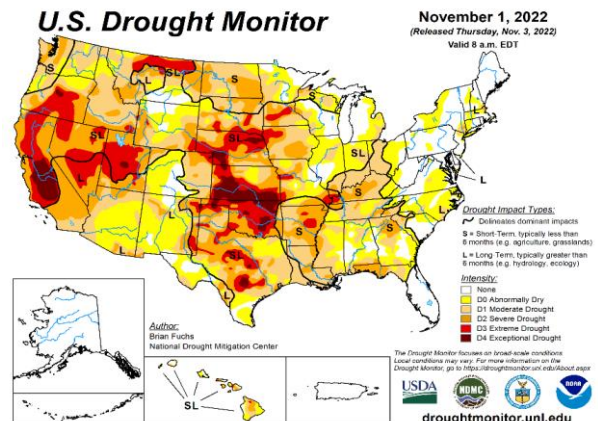 U.S. Drought Monitor
November 1, 2022
(Released Thursday, Nov. 3, 2022)
Valid 8 a.m. EDT
S
L
SL
S
S
SL
SL
SL
S
L
S
S
L
L
L
SL
L
L
Drought Impact Types:
Delineates dominant impacts
S = Short-Term, typically less than
6 months (e.g. agriculture, grasslands)
L = Long Term, typically greater than
6 months (e.g. hydrology, ecology)
Intensity:
None
D0 Abnormally Dry
D1 Moderate Drought
D2 Severe Drought
D3 Extreme Drought
D4 Exceptional Drought
Author:
Brian Fuchs
National Drought Mitigation Center
SL
The Drought Monitor focuses on broad-scale conditions
Local conditions may vary. For more information on the
Drought Monitor, go to https://droughtmonitor.unl.edu/About.aspx
USDA
NDMC
NOAA
droughtmonitor.unl.edu